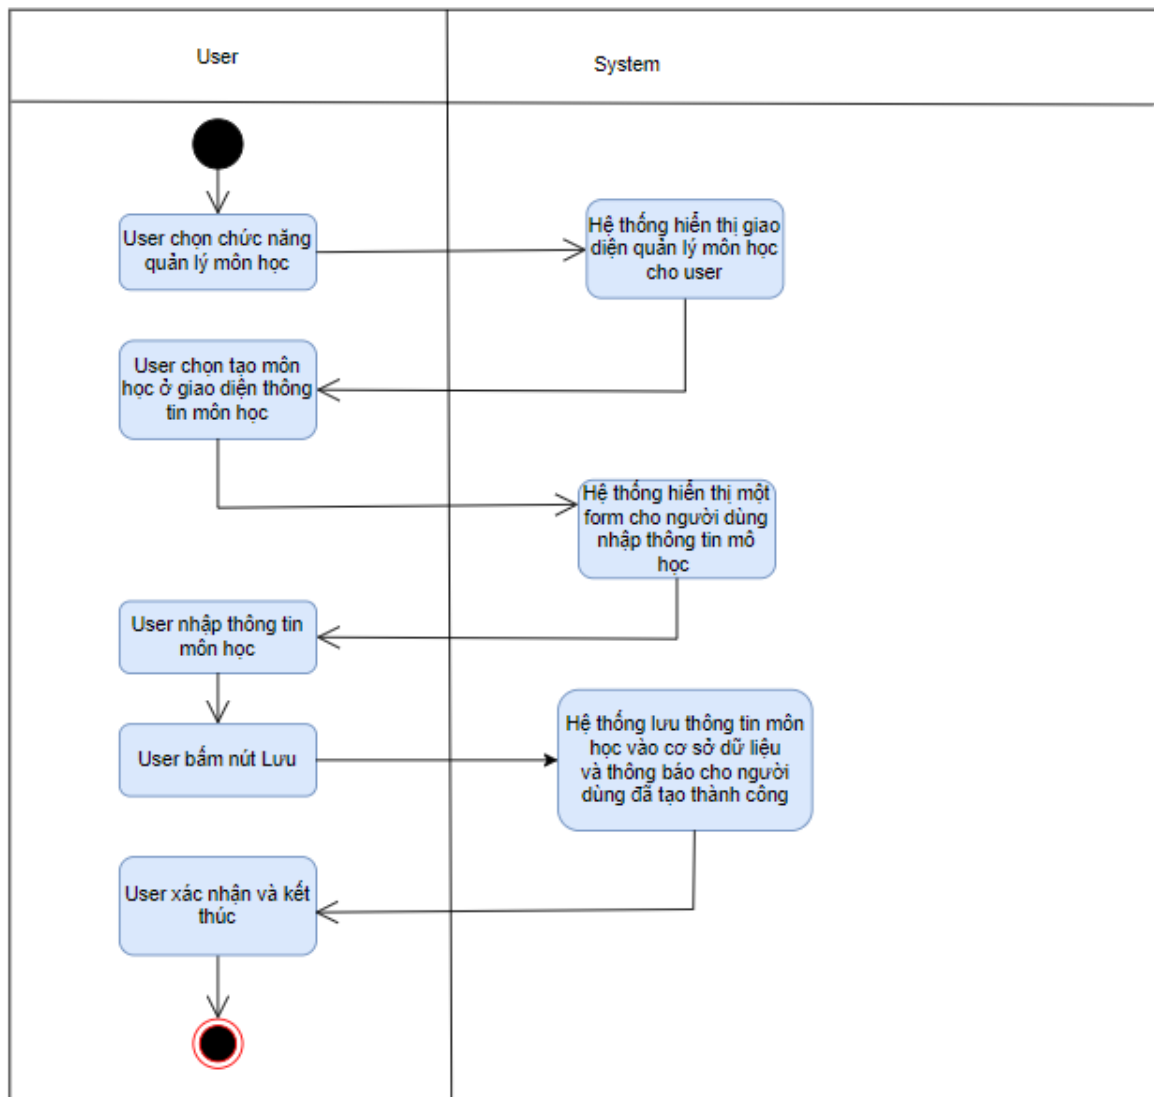 User
System
User chọn chức năng
quản lý môn học
Hệ thống hiển thị giao
diện quản lý môn học
cho user
User chọn tạo môn
học ở giao diện thông
tin môn học
Hệ thống hiển thị một
form cho người dùng
nhập thông tin mô
học
User nhập thông tin
môn học
User bấm nút Lưu
Hệ thống lưu thông tin môn
học vào cơ sở dữ liệu
và thông báo cho người
dùng đã tạo thành công
User xác nhận và kết
thúc